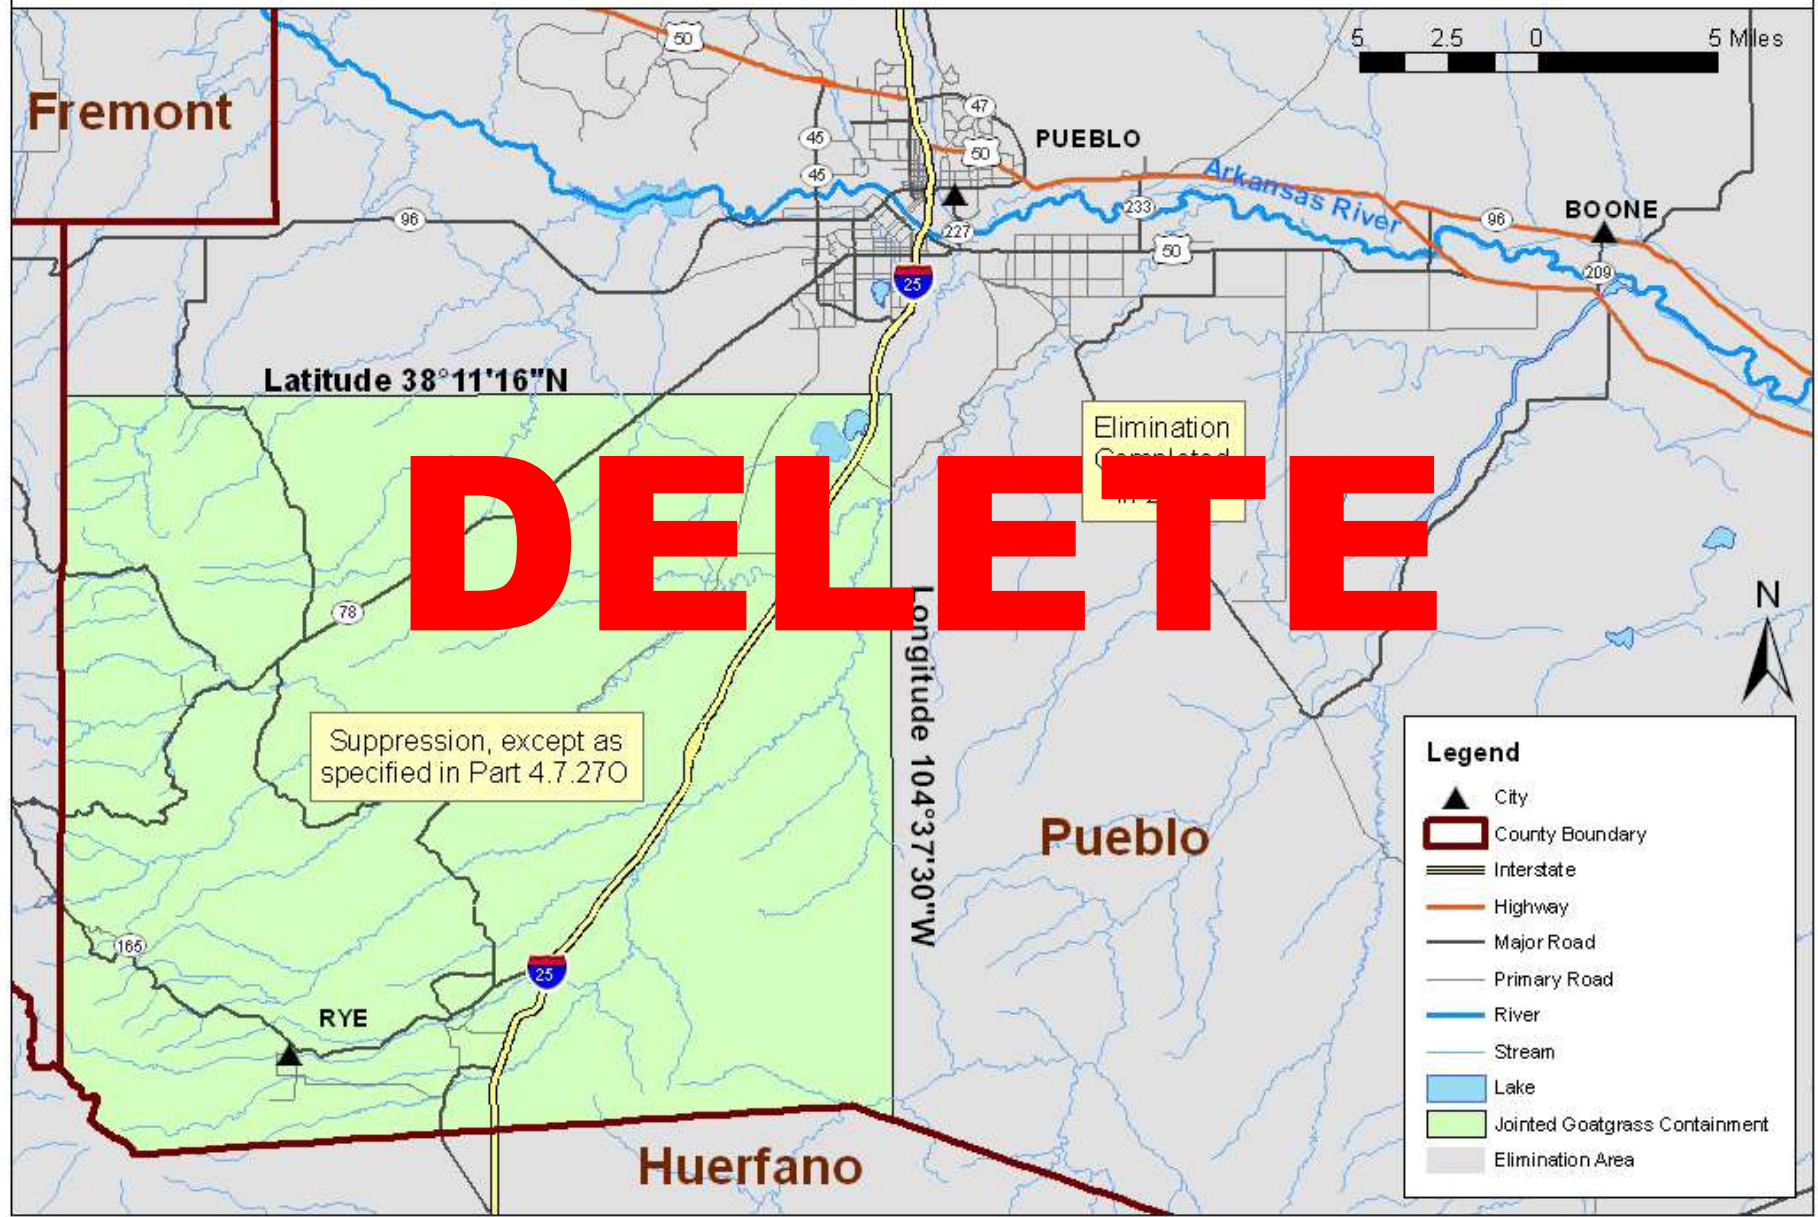 50
5 2.5 0 5 Miles
Fremont
47
45
PUEBLO
50
45
Arkansas River
96
233
96
BOONE
227
50
209
25
Latitude 38°11'16"N
Elimination
DELETE
Longitude 104°37'30"W
78
N
Suppression, except as
specified in Part 4.7.27O
Pueblo
165
25
RYE
Huerfano
Legend
City
County Boundary
Interstate
Highway
Major Road
Primary Road
River
Stream
Lake
Jointed Goatgrass Containment
Elimination Area